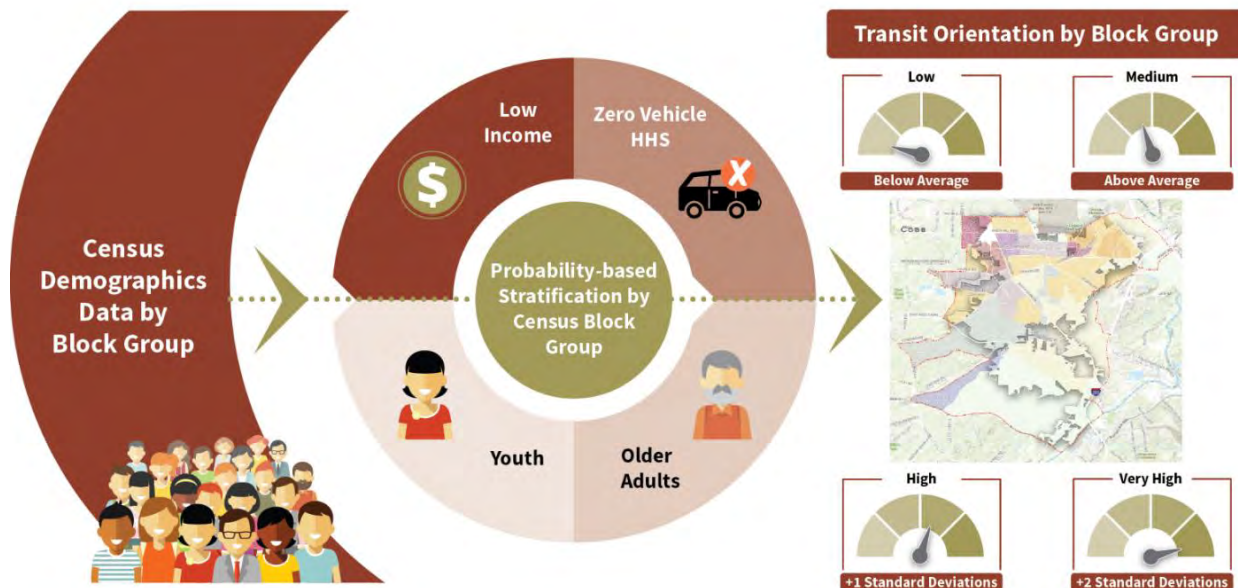 Census
Demographics
Data by
Block Group
Low
Income
$
Zero Vehicle
HHS
X
Probability-based
Stratification by
Census Block
Group
Youth
Older
Adults
Transit Orientation by Block Group
Low
Below Average
Medium
Above Average
COBB
High
+1 Standard Deviations
Very High
+2 Standard Deviations